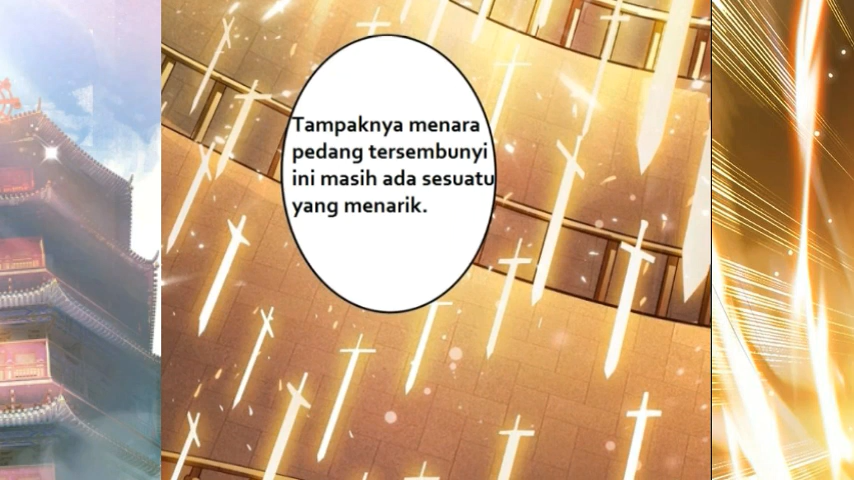 Tampaknya menara
pedang tersembunyi
ini masih ada sesuatu
yang menarik.